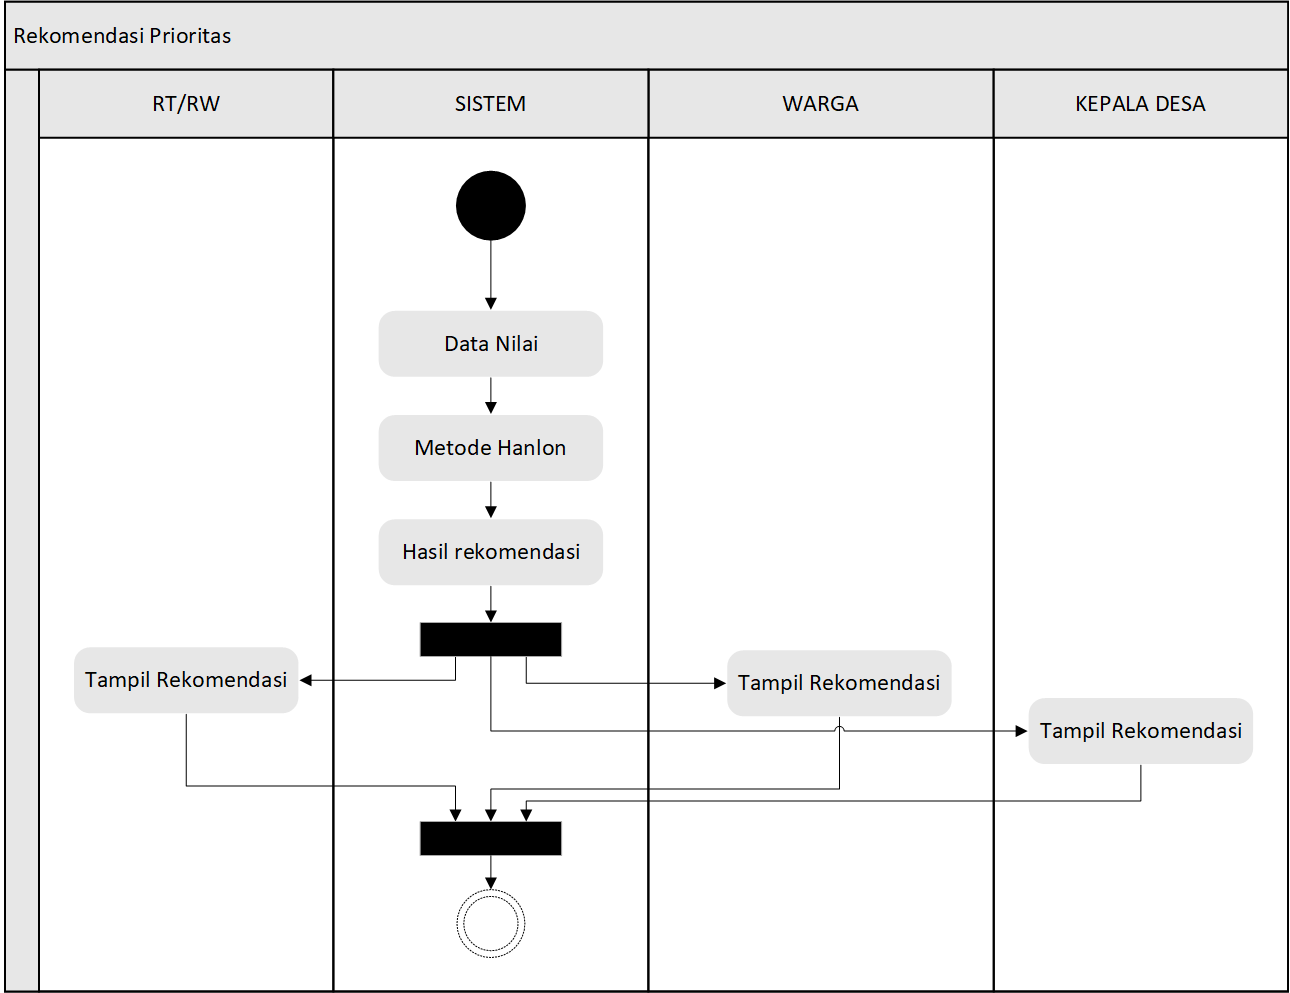 Rekomendasi Prioritas
RT/RW
SISTEM
WARGA
KEPALA DESA
Data Nilai
Metode Hanlon
Hasil rekomendasi
Tampil Rekomendasi
Tampil Rekomendasi
Tampil Rekomendasi